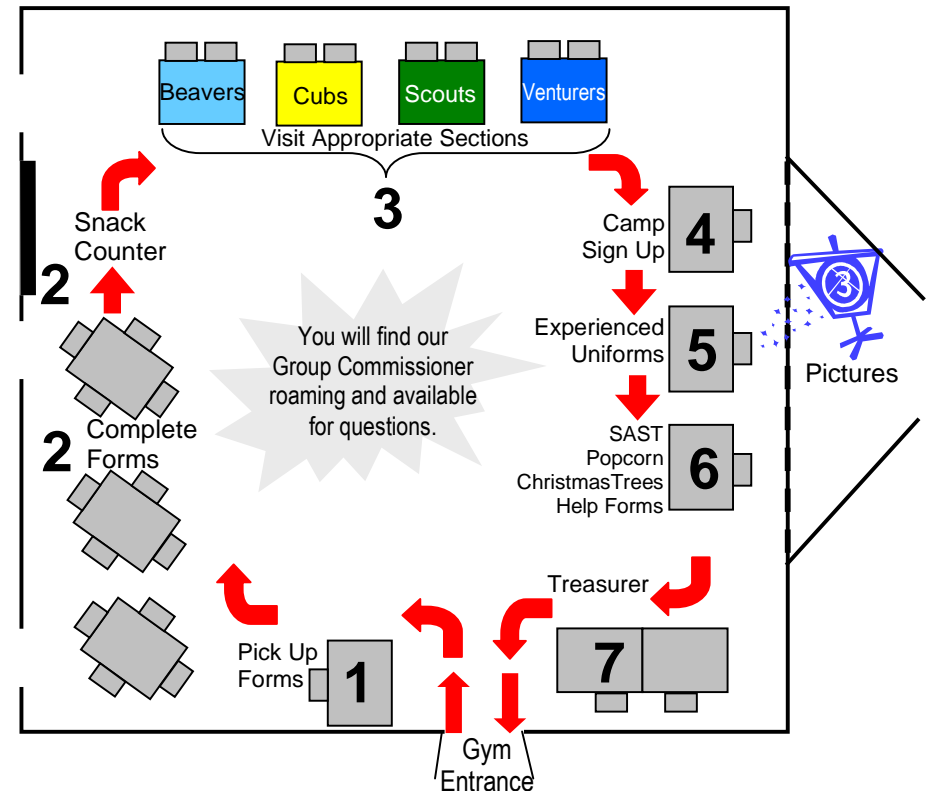 Beavers
Cubs
Scouts
Venturers
Visit Appropriate Sections
3
Snack
Counter
2
Camp
Sign Up
4
3
Pictures
You will find our
Group Commissioner
roaming and available
for questions.
Experienced
Uniforms
5
2
Complete
Forms
SAST
Popcorn
ChristmasTrees
Help Forms
6
Treasurer
7
Pick Up
Forms
1
Gym
Entrance